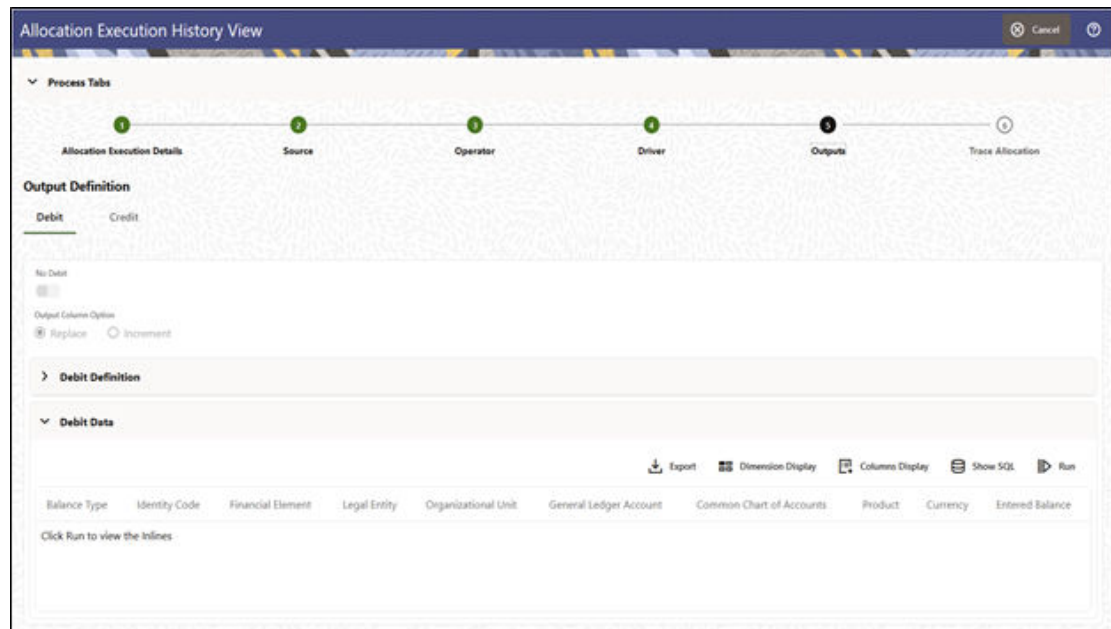 Allocation Execution History View
Cancel
Process Tabs
1 2 3 4 5 6
Allocation Execution Details Source Operator Driver Outputs Trace Allocation
Output Definition
Debit Credit
No Debit
Output Column Option
Replace Increment
Debit Definition
Debit Data
Export Dimension Display Columns Display Show SQL Run
Balance Type Identity Code Financial Element Legal Entity Organizational Unit General Ledger Account Common Chart of Accounts Product Currency Entered Balance
Click Run to view the Inlines